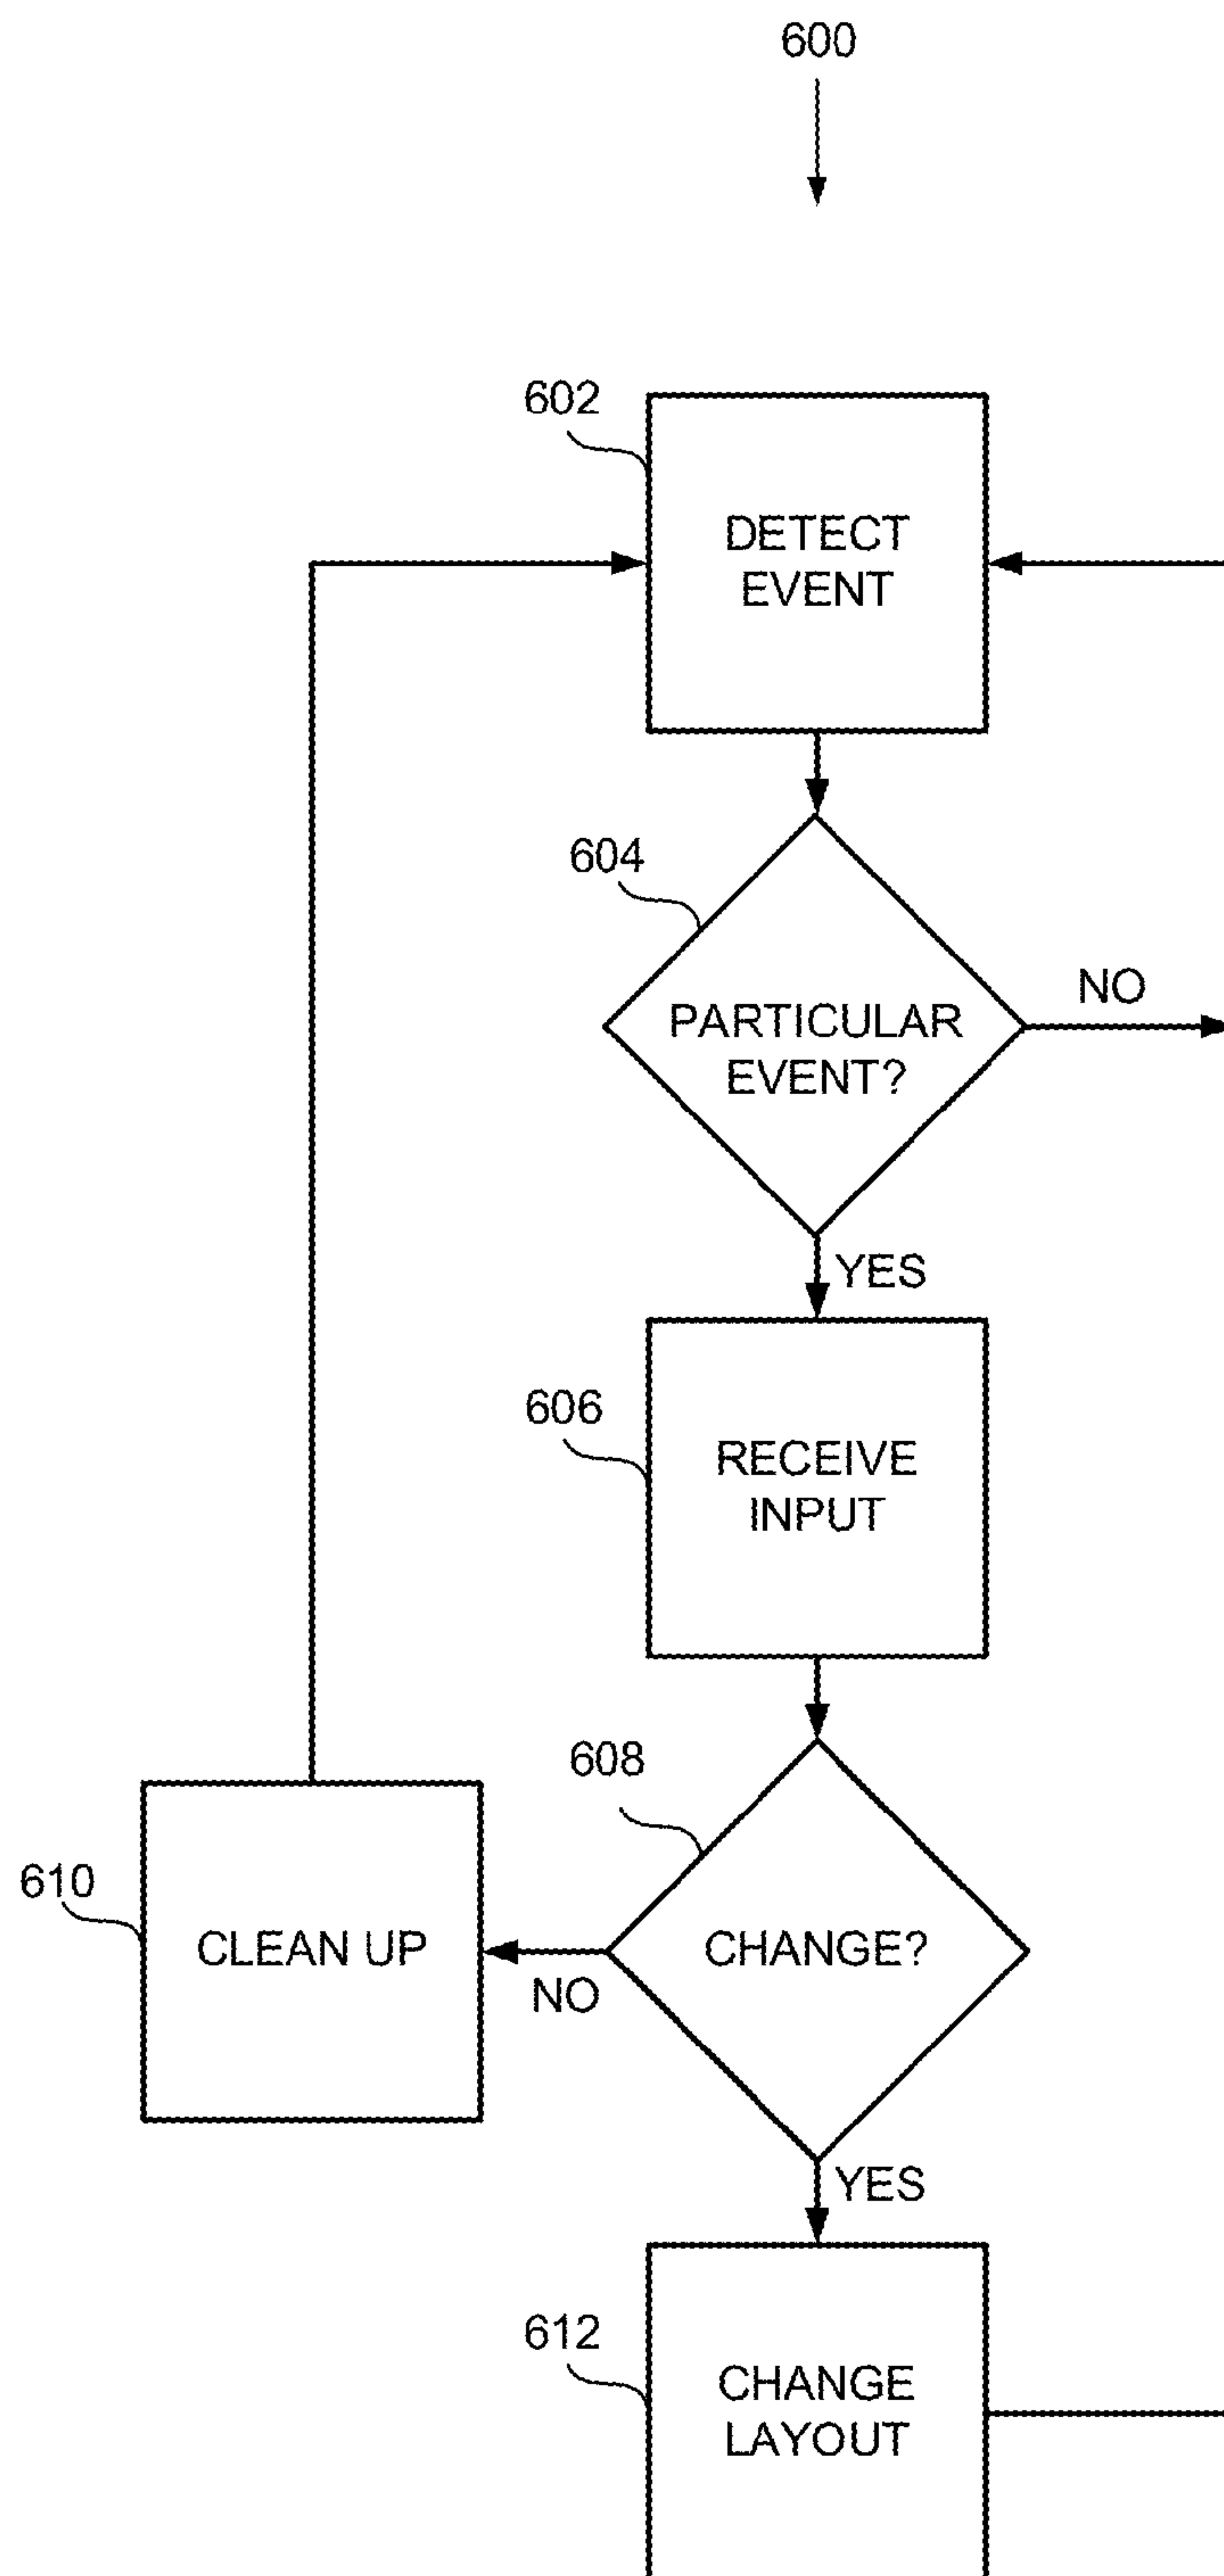 600
602
DETECT
EVENT
604
PARTICULAR
EVENT?
NO
YES
606
RECEIVE
INPUT
608
CHANGE?
NO
610
CLEAN UP
YES
612
CHANGE
LAYOUT